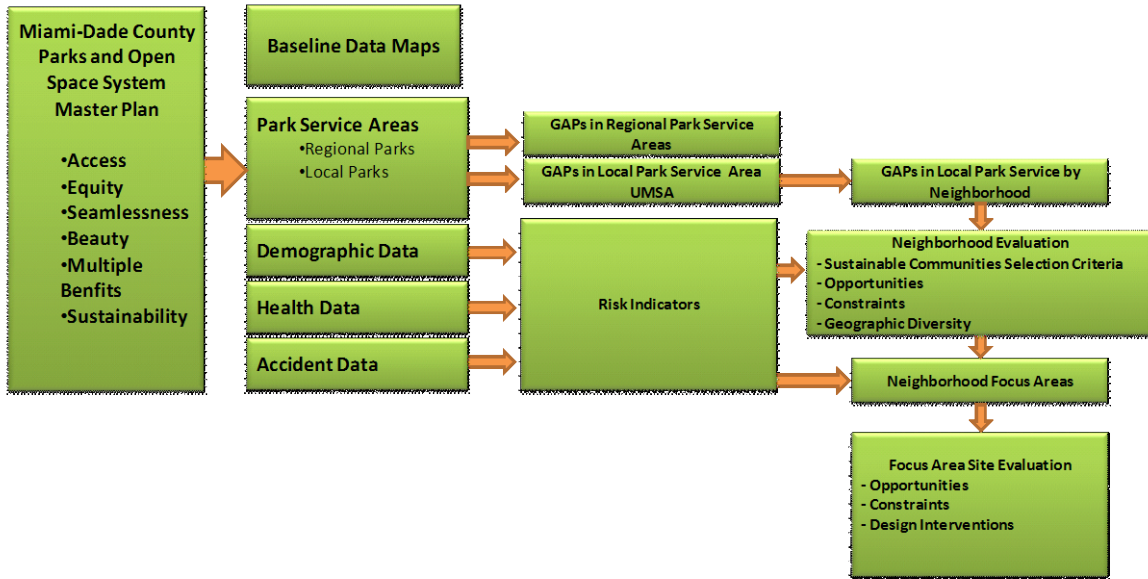 Miami-Dade County
Parks and Open
Space System
Master Plan
•Access
•Equity
•Seamlessness
•Beauty
•Multiple
Benfits
•Sustainability
Baseline Data Maps
Park Service Areas
•Regional Parks
•Local Parks
Demographic Data
Health Data
Accident Data
GAPs in Regional Park Service
Areas
GAPs in Local Park Service Area
UMSA
Risk Indicators
GAPs in Local Park Service by
Neighborhood
Neighborhood Evaluation
- Sustainable Communities Selection Criteria
- Opportunities
- Constraints
- Geographic Diversity
Neighborhood Focus Areas
Focus Area Site Evaluation
- Opportunities
- Constraints
- Design Interventions